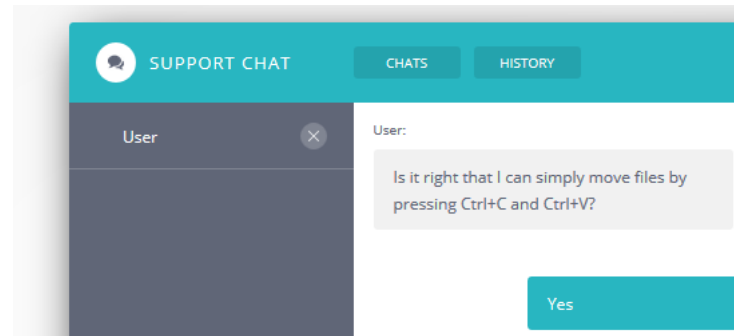 SUPPORT CHAT
CHATS
HISTORY
User
User:
Is it right that I can simply move files by
pressing Ctrl+C and Ctrl+V?
Yes